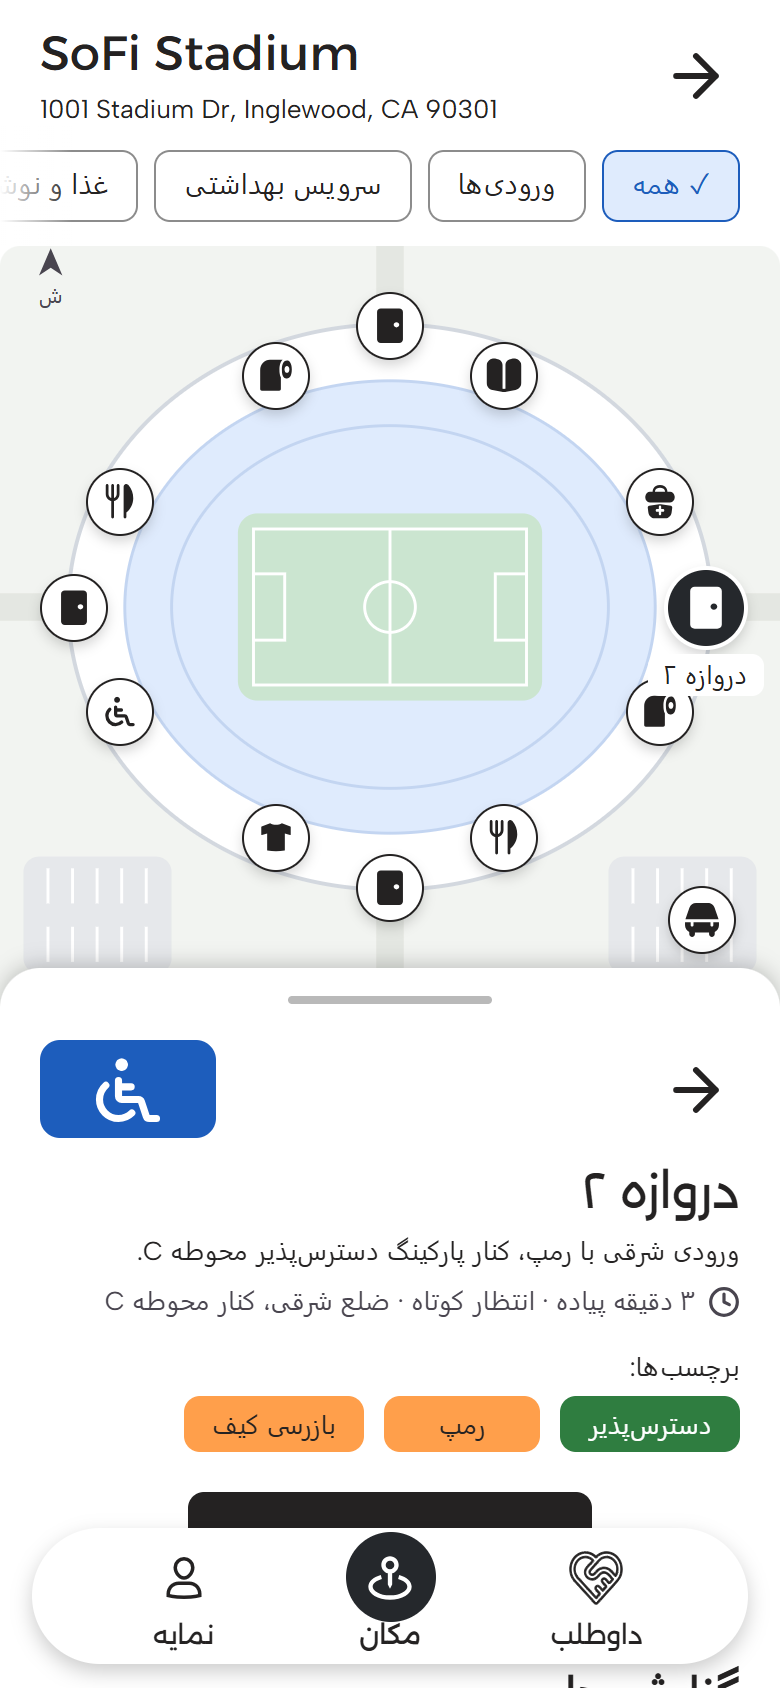 SoFi Stadium
1001 Stadium Dr, Inglewood, CA 90301
✓ همه
ورودی‌ها
سرویس بهداشتی
غذا و
ش
دروازه ۲
دروازه ۲
ورودی شرقی با رمپ، کنار پارکینگ دسترس‌پذیر محوطه C.
۳ دقیقه پیاده · انتظار کوتاه · ضلع شرقی، کنار محوطه C
برچسب‌ها:
دسترس‌پذیر
رمپ
بازرسی کیف
داوطلب
مکان
نمایه